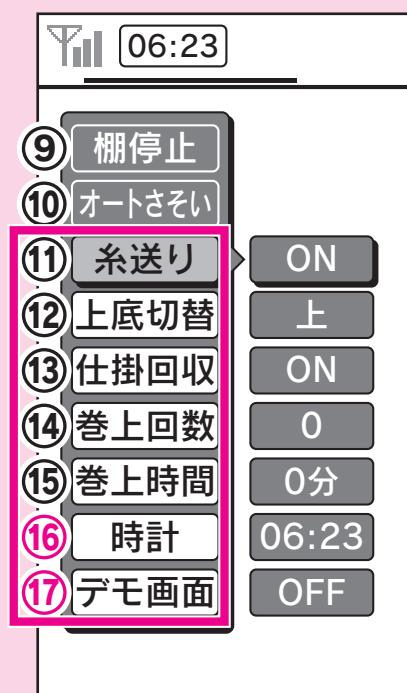 06:23
⑨ 棚停止
⑩ オートさそい
⑪ 糸送り ON
⑫ 上底切替 上
⑬ 仕掛回収 ON
⑭ 巻上回数 0
⑮ 巻上時間 0分
⑯ 時計 06:23
⑰ デモ画面 OFF